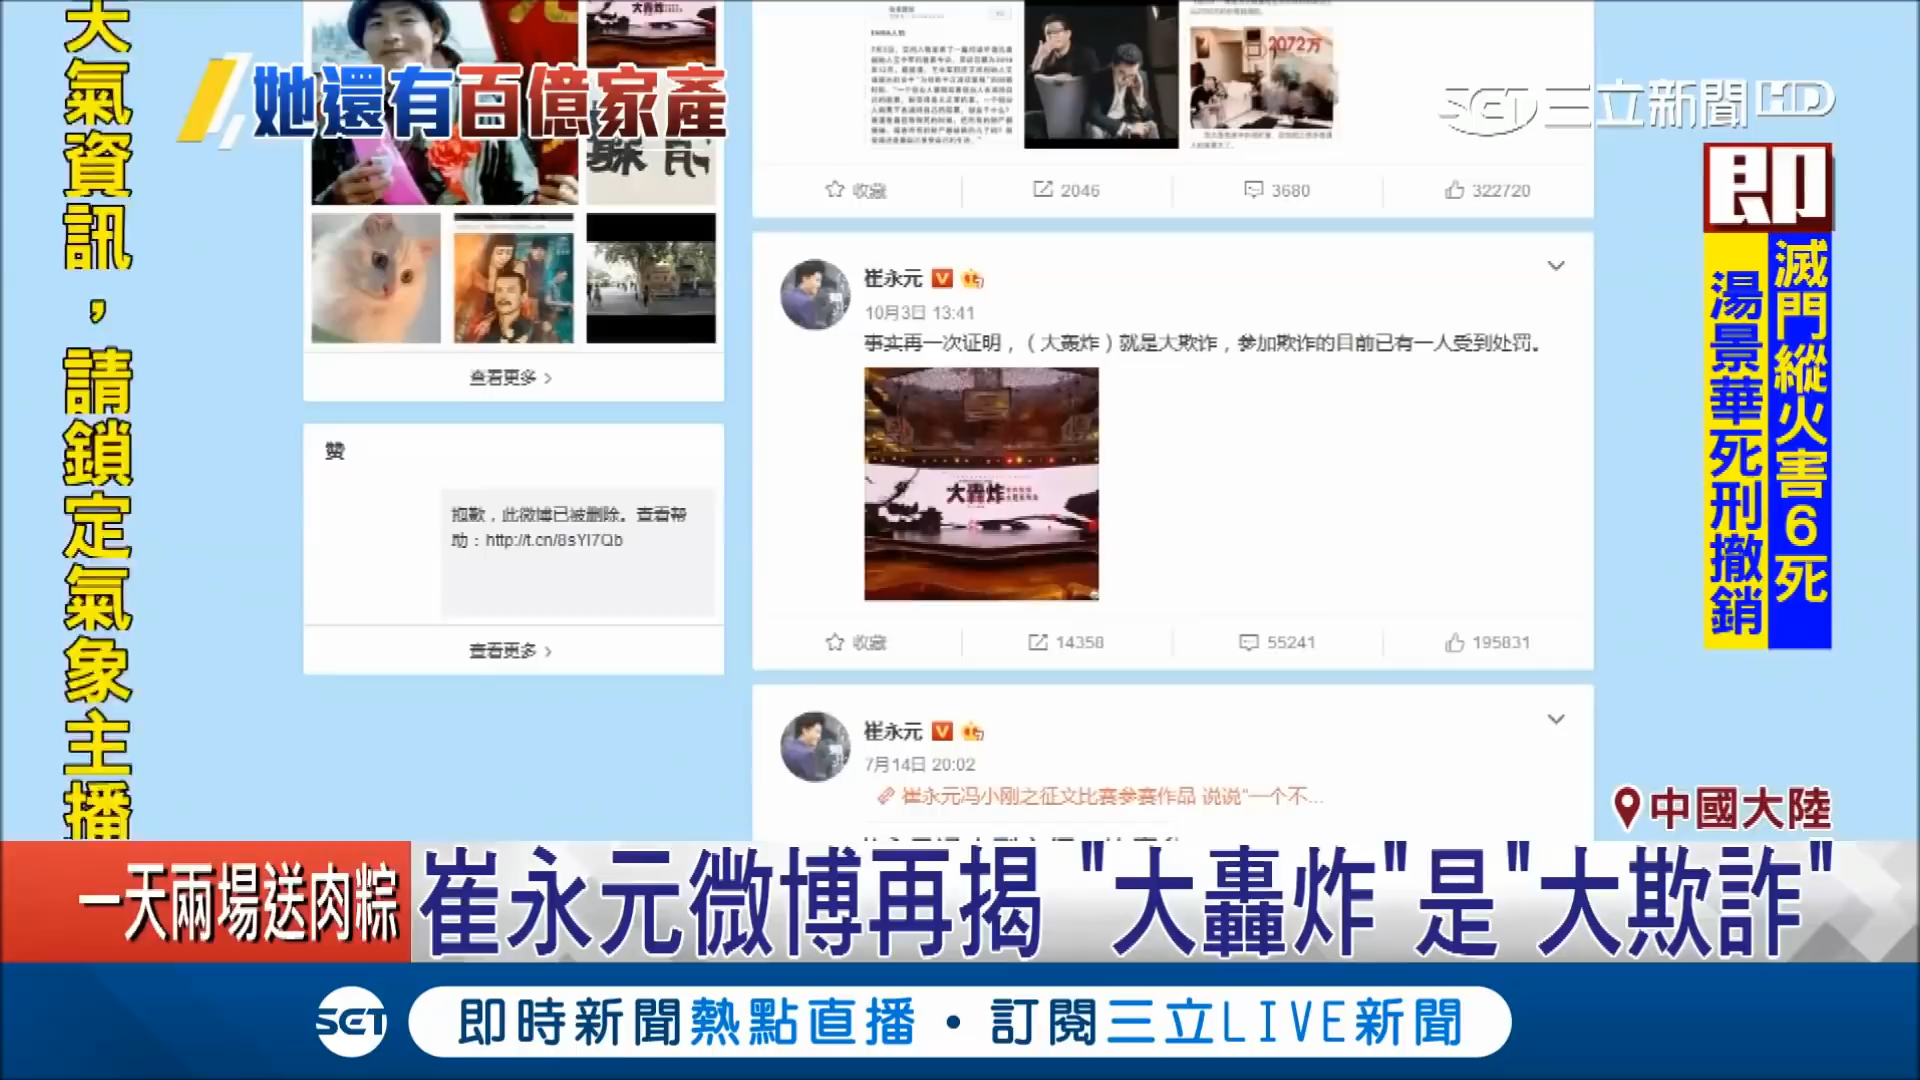 大氣資訊，請鎖定氣象主播
她還有百億家產
SET三立新聞HD
即
滅門縱火害6死
湯景華死刑撤銷
大轰炸
2072万
收藏
2046
3680
322720
查看更多 >
赞
抱歉，此微博已被删除。查看帮
助：http://t.cn/8sYl7Qb
查看更多 >
崔永元
10月3日 13:41
事实再一次证明，（大轰炸）就是大欺诈，参加欺诈的目前已有一人受到处罚。
大轰炸
收藏
14358
55241
195831
崔永元
7月14日 20:02
崔永元冯小刚之征文比赛参赛作品 说说“一个不...
中國大陸
一天兩場送肉粽
崔永元微博再揭 "大轟炸"是"大欺詐"
SET
即時新聞熱點直播・訂閱三立LIVE新聞